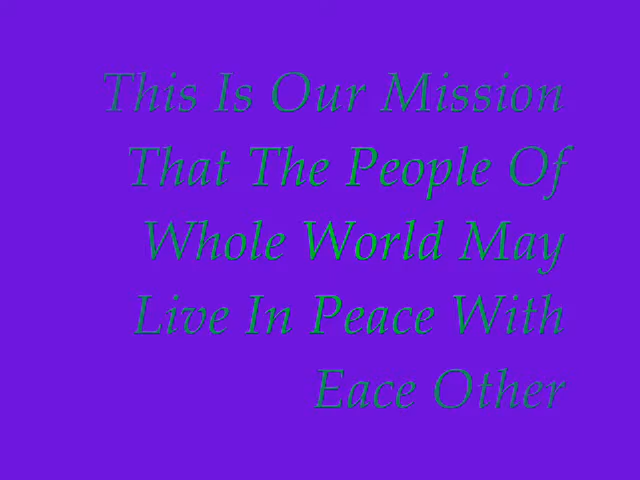 This Is Our Mission
That The People Of
Whole World May
Live In Peace With
Eace Other